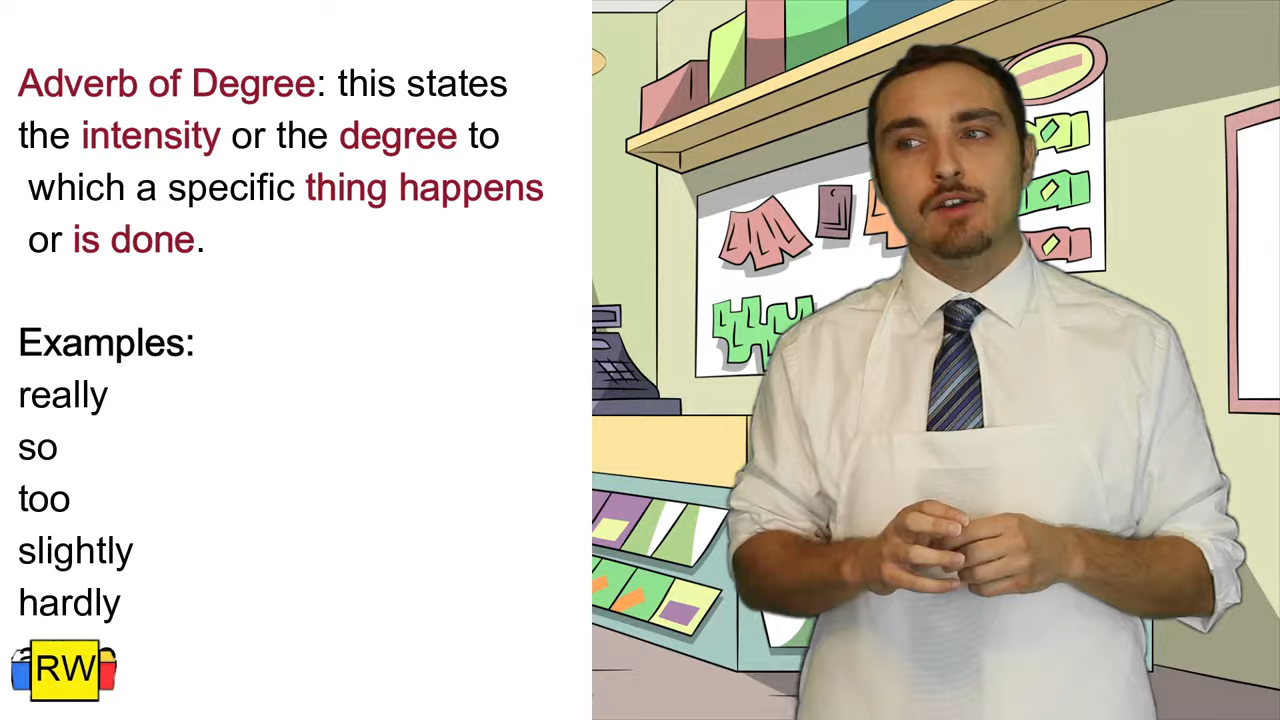 Adverb of Degree: this states
the intensity or the degree to
which a specific thing happens
or is done.
Examples:
really
so
too
slightly
hardly
RW